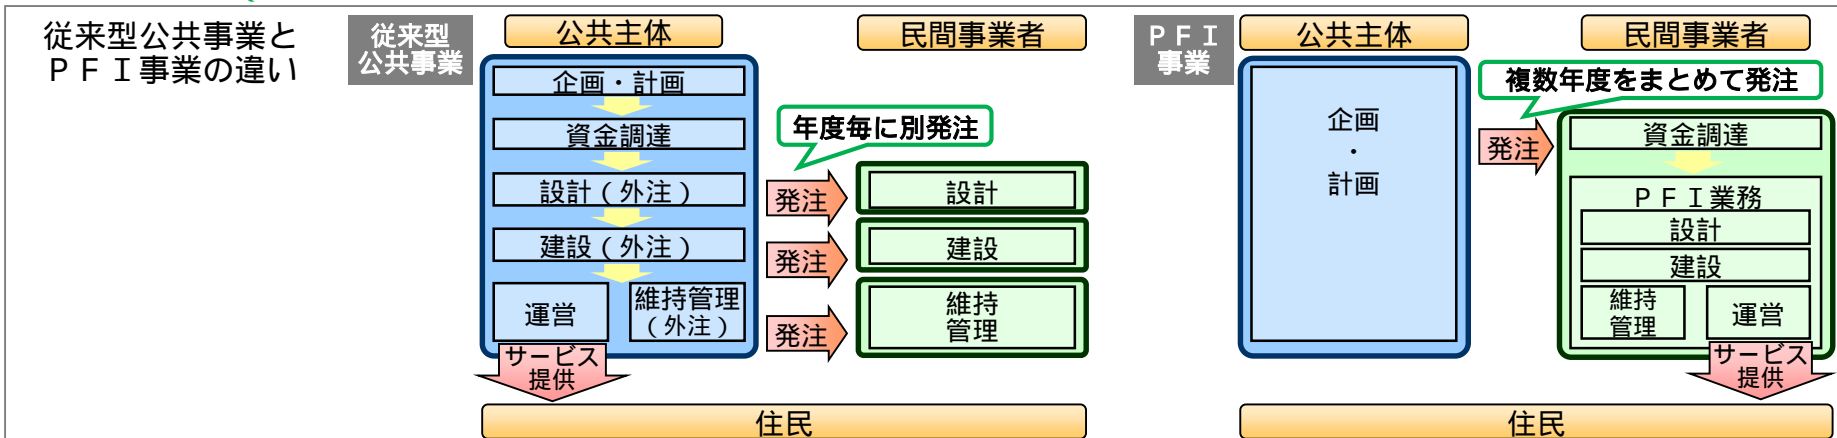 従来型公共事業と
ＰＦＩ事業の違い
従来型
公共事業
公共主体
民間事業者
企画・計画
資金調達
設計（外注）
建設（外注）
運営
維持管理
（外注）
年度毎に別発注
発注
発注
発注
設計
建設
維持
管理
サービス
提供
住民
ＰＦＩ
事業
公共主体
民間事業者
企画
・
計画
複数年度をまとめて発注
発注
資金調達
ＰＦＩ業務
設計
建設
維持
管理
運営
サービス
提供
住民